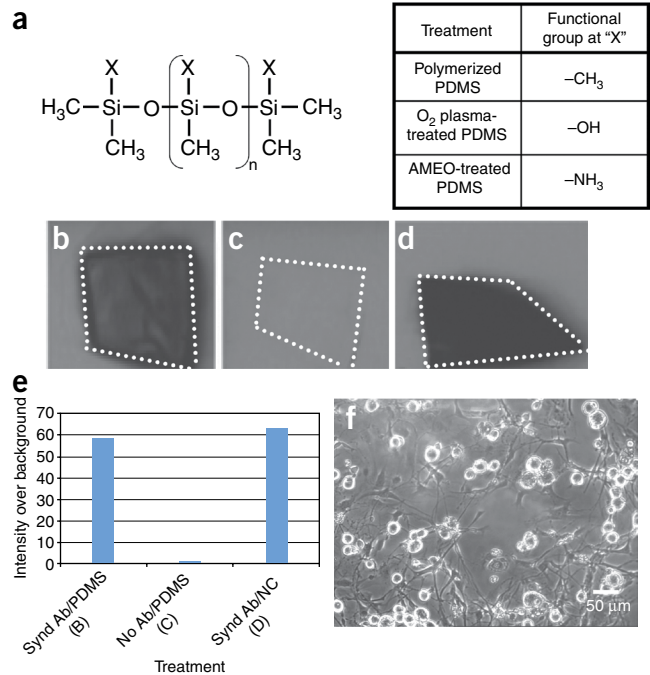 a
X X X
H₃C–Si–O–Si–O–Si–CH₃
CH₃ CH₃ CH₃
n
Treatment
Functional
group at “X”
Polymerized
PDMS
–CH₃
O₂ plasma-
treated PDMS
–OH
AMEO-treated
PDMS
–NH₃
b
c
d
e
Intensity over background
70
60
50
40
30
20
10
0
Synd Ab/PDMS
(B)
No Ab/PDMS
(C)
Synd Ab/NC
(D)
Treatment
f
50 μm